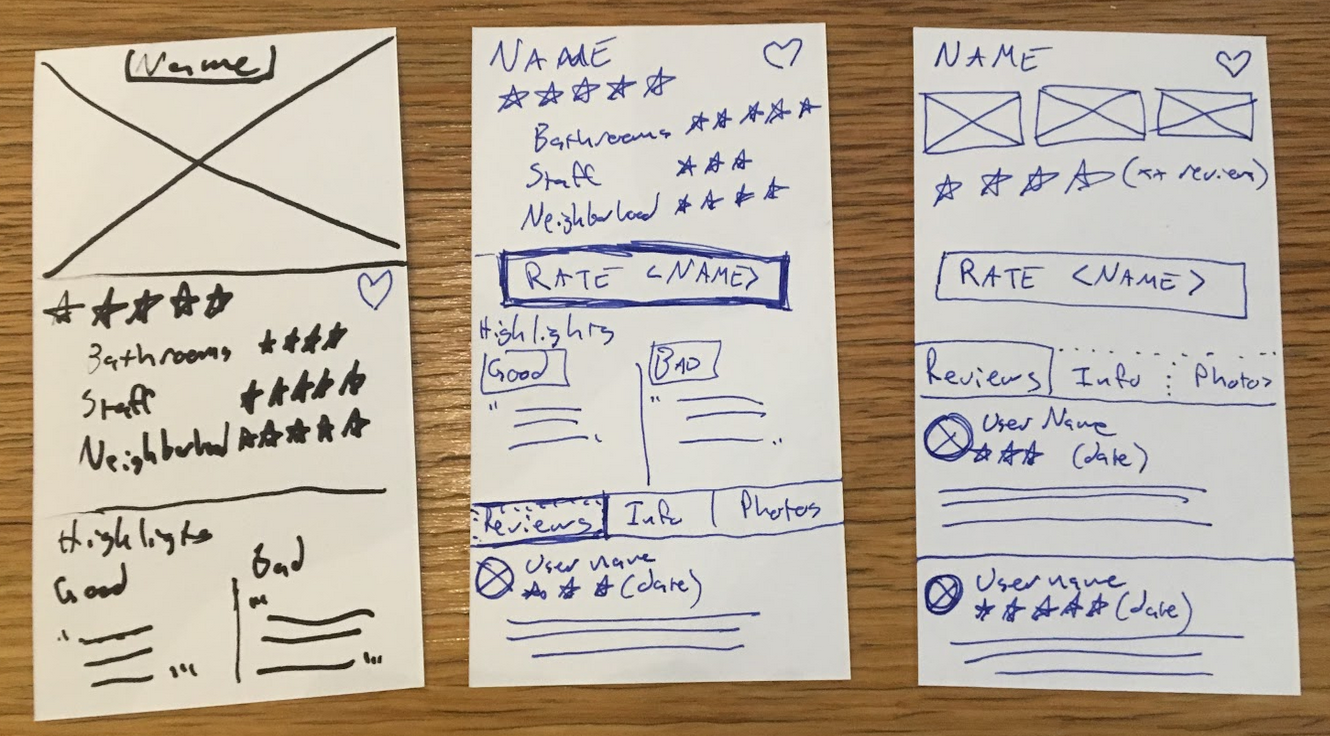 Name
Bathrooms
Staff
Neighborhood
Highlights
Good Bad
NAME
Bathrooms
Staff
Neighborhood
RATE <NAME>
Highlights
Good BAD
Reviews Info Photos
User name
(date)
NAME
reviews)
RATE <NAME>
Reviews Info Photos
User Name
(date)
User name
(date)